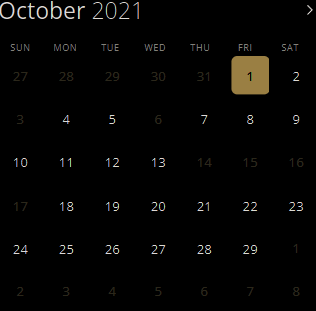 October 2021 >
SUN MON TUE WED THU FRI SAT
27 28 29 30 31 1 2
3 4 5 6 7 8 9
10 11 12 13 14 15 16
17 18 19 20 21 22 23
24 25 26 27 28 29 1
2 3 4 5 6 7 8